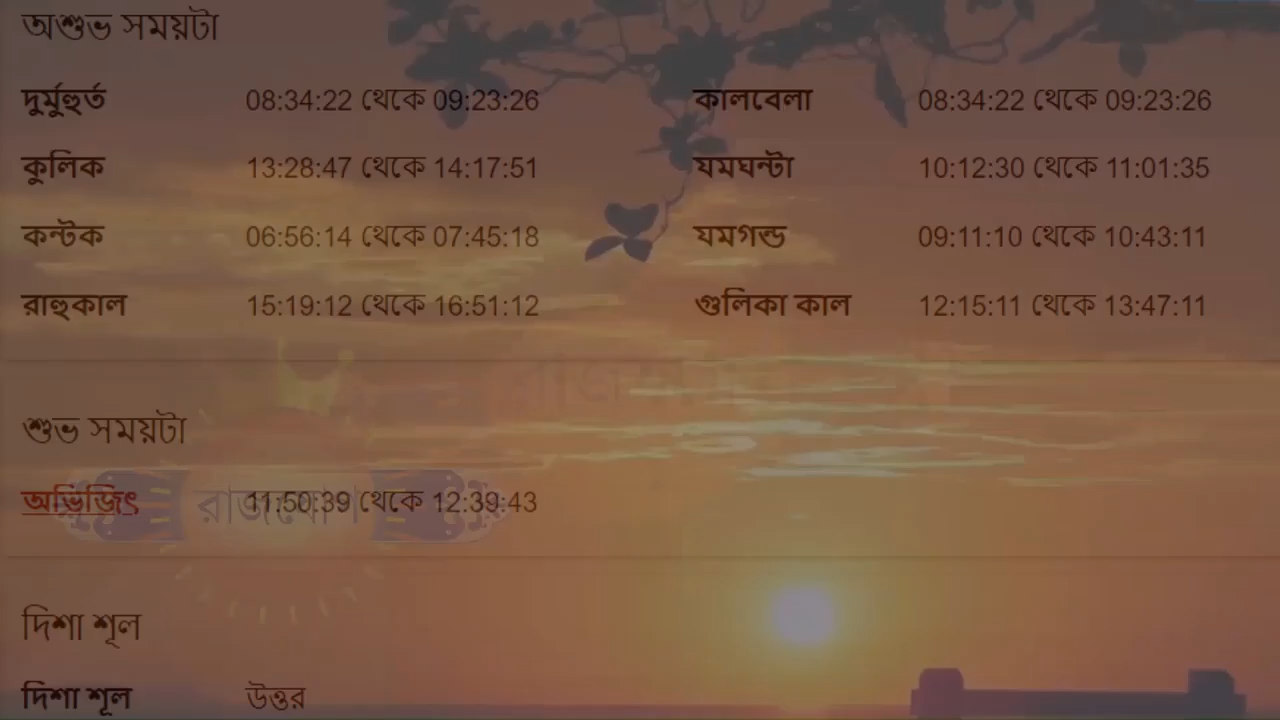 অশুভ সময়টা
দুর্মুহুর্ত 08:34:22 থেকে 09:23:26 কালবেলা 08:34:22 থেকে 09:23:26
কুলিক 13:28:47 থেকে 14:17:51 যমঘন্টা 10:12:30 থেকে 11:01:35
কন্টক 06:56:14 থেকে 07:45:18 যমগন্ড 09:11:10 থেকে 10:43:11
রাহুকাল 15:19:12 থেকে 16:51:12 গুলিকা কাল 12:15:11 থেকে 13:47:11
শুভ সময়টা
অভিজিৎ 11:50:39 থেকে 12:39:43
রাজযোগ
দিশা শূল
দিশা শূল উত্তর